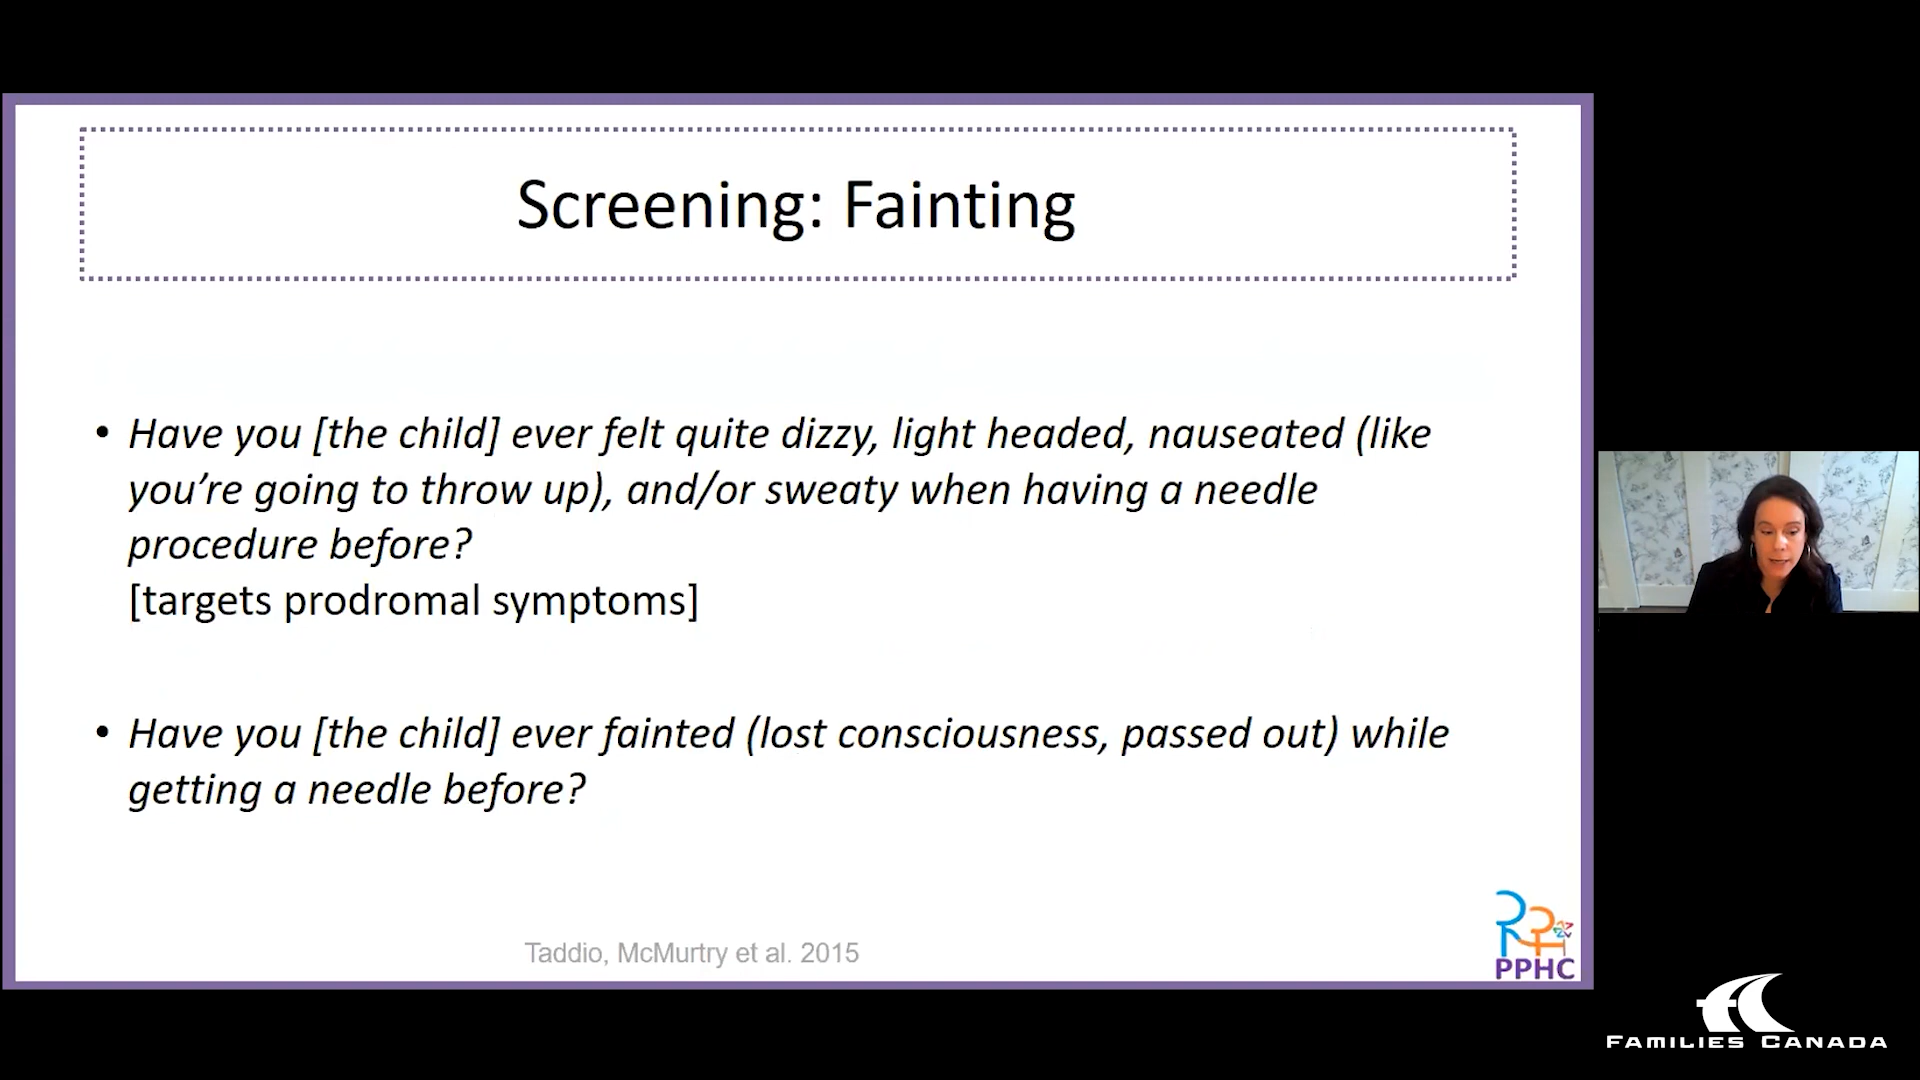 Screening: Fainting
• Have you [the child] ever felt quite dizzy, light headed, nauseated (like
you’re going to throw up), and/or sweaty when having a needle
procedure before?
[targets prodromal symptoms]
• Have you [the child] ever fainted (lost consciousness, passed out) while
getting a needle before?
Taddio, McMurtry et al. 2015
PPHC
FAMILIES CANADA